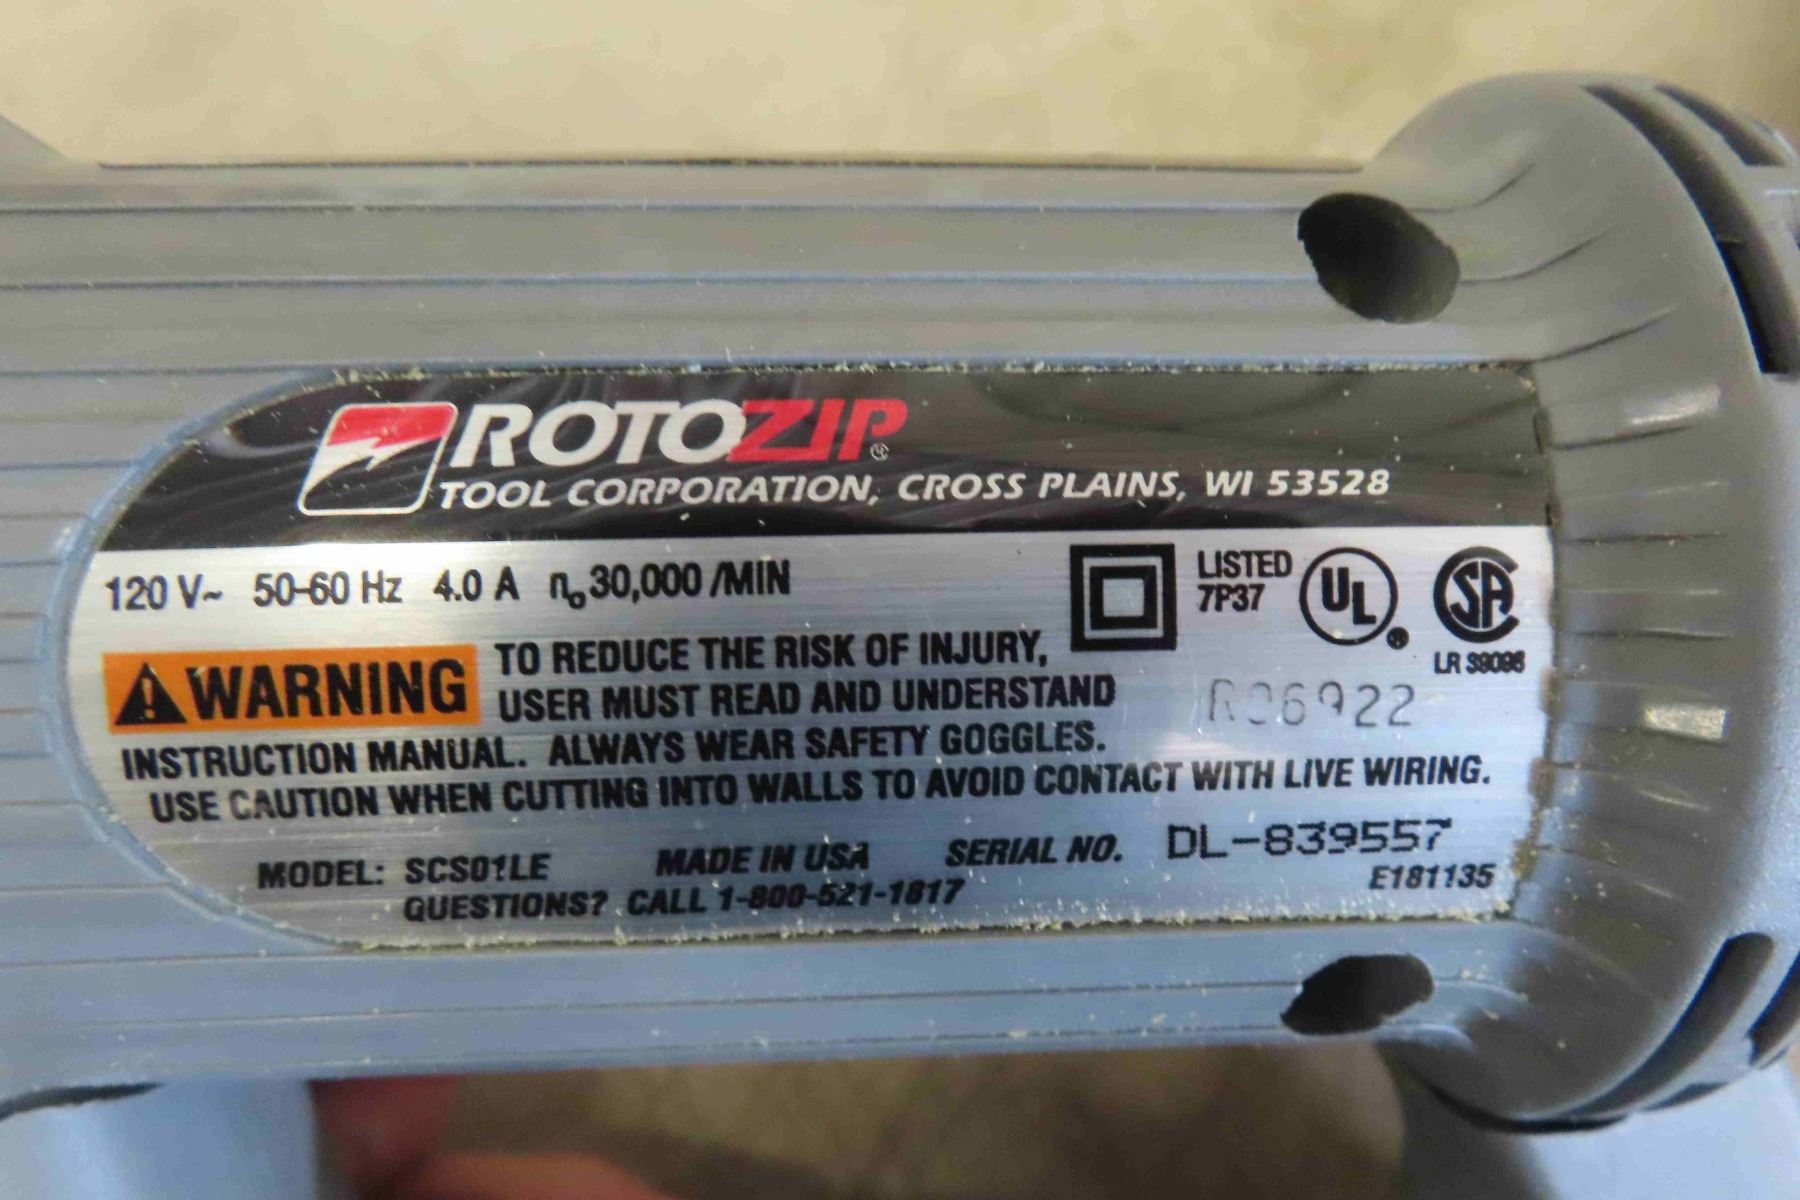 ROTOZIP®
TOOL CORPORATION, CROSS PLAINS, WI 53528
120 V~ 50-60 Hz 4.0 A n₀ 30,000 /MIN
LISTED
7P37
UL®
SA
LR 39096
WARNING
TO REDUCE THE RISK OF INJURY,
USER MUST READ AND UNDERSTAND
INSTRUCTION MANUAL. ALWAYS WEAR SAFETY GOGGLES.
USE CAUTION WHEN CUTTING INTO WALLS TO AVOID CONTACT WITH LIVE WIRING.
MODEL: SCS01LE MADE IN USA SERIAL NO. DL-839557
E181135
QUESTIONS? CALL 1-800-521-1817